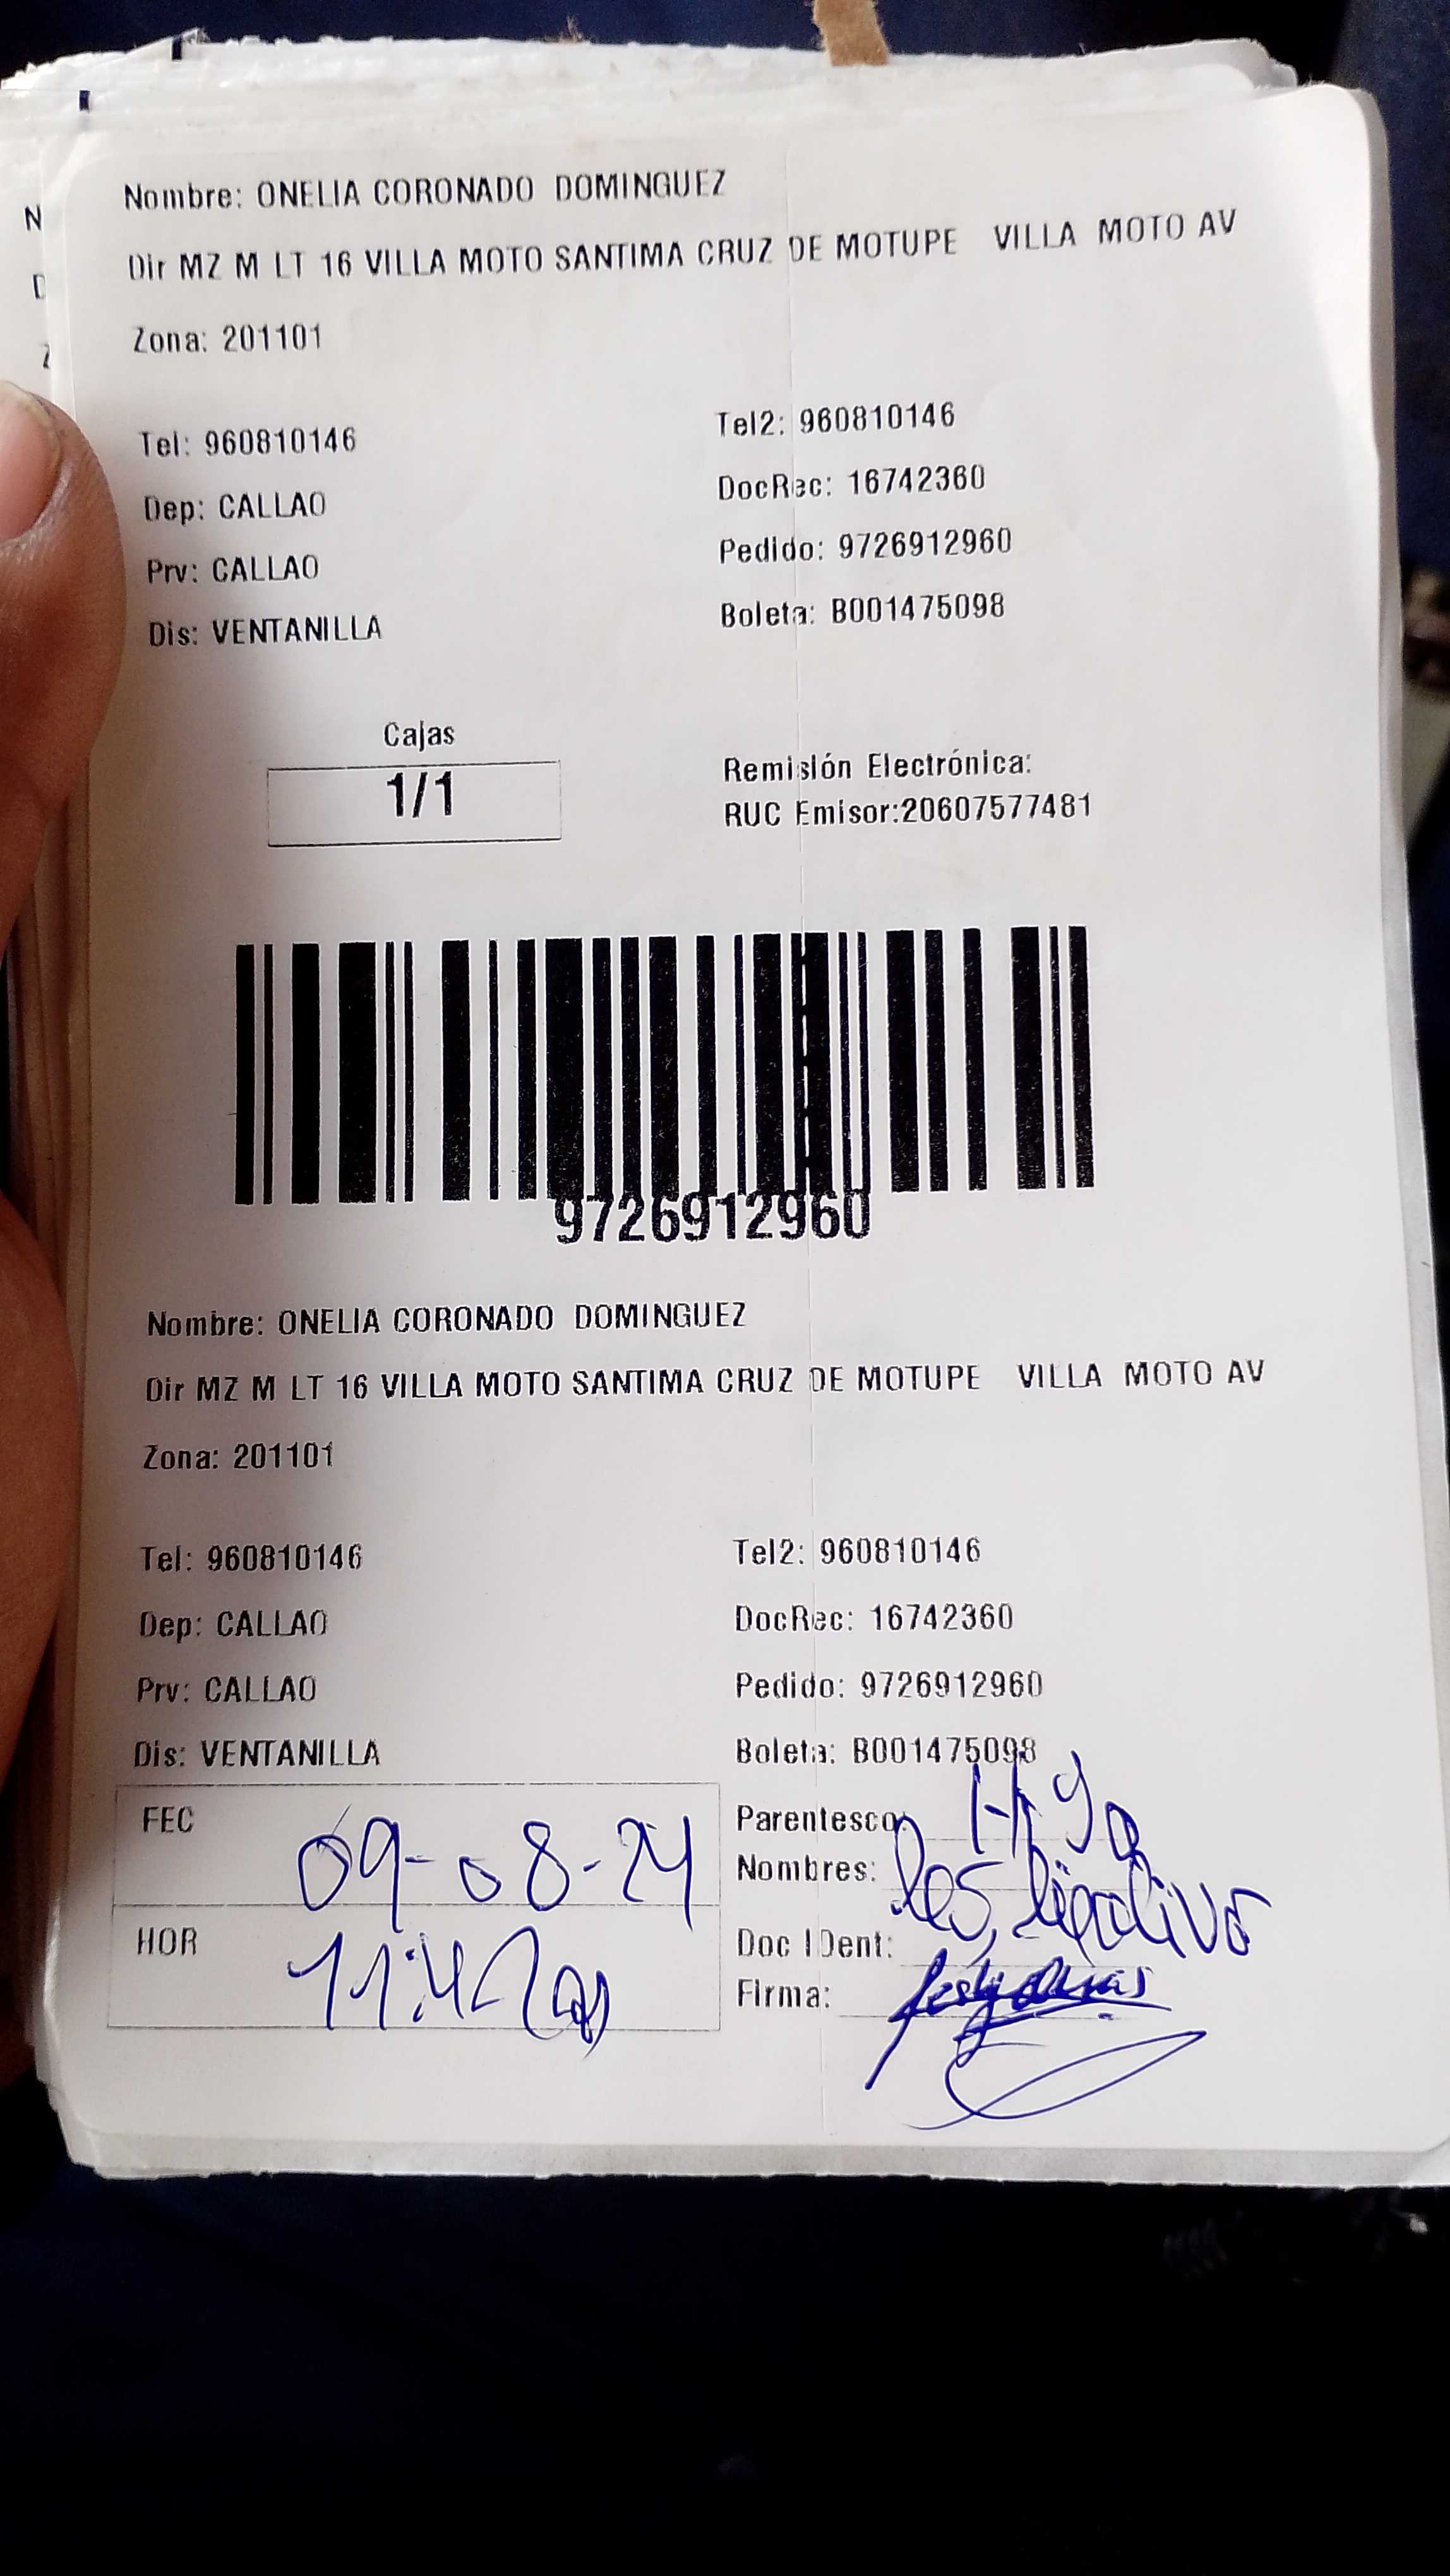 Nombre: ONELIA CORONADO DOMINGUEZ
Dir MZ M LT 16 VILLA MOTO SANTIMA CRUZ DE MOTUPE VILLA MOTO AV
Zona: 201101
Tel: 960810146
Tel2: 960810146
Dep: CALLAO
DocRec: 16742360
Prv: CALLAO
Pedido: 9726912960
Dis: VENTANILLA
Boleta: B001475098
Cajas
1/1
Remisión Electrónica:
RUC Emisor:20607577481
9726912960
Nombre: ONELIA CORONADO DOMINGUEZ
Dir MZ M LT 16 VILLA MOTO SANTIMA CRUZ DE MOTUPE VILLA MOTO AV
Zona: 201101
Tel: 960810146
Tel2: 960810146
Dep: CALLAO
DocRec: 16742360
Prv: CALLAO
Pedido: 9726912960
Dis: VENTANILLA
Boleta: B001475098
FEC 09-08-24
Parentesco:
Nombres:
HOR
Doc IDent:
Firma: